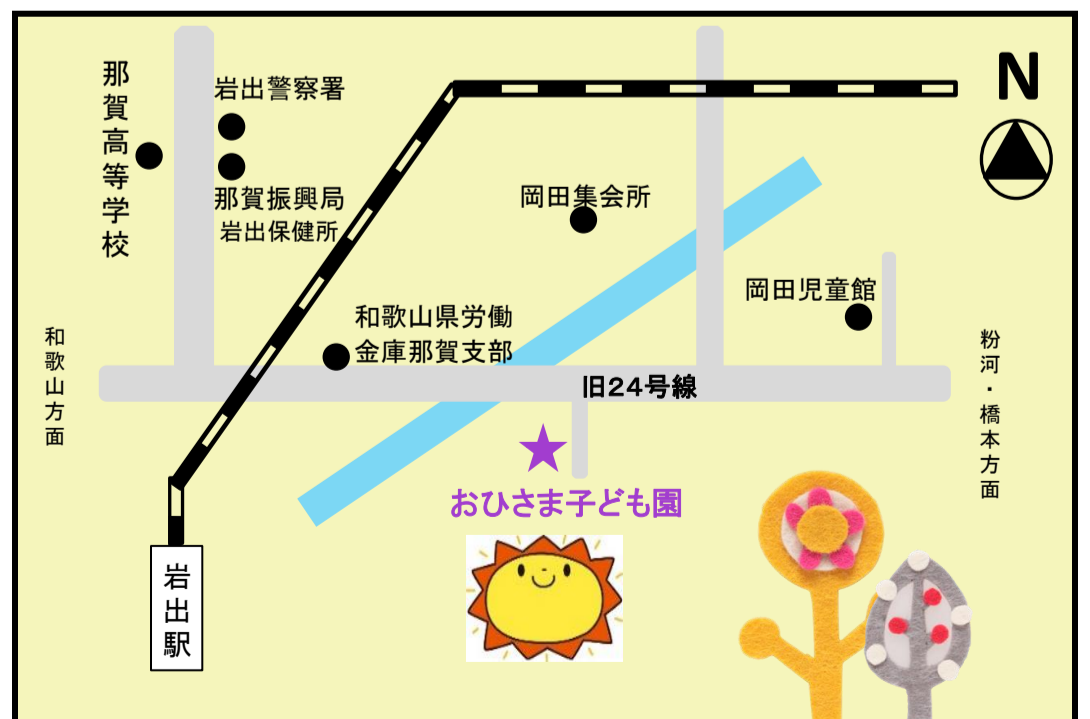 那賀高等学校
岩出警察署
那賀振興局
岩出保健所
N
岡田集会所
岡田児童館
和歌山県労働
金庫那賀支部
和歌山方面
粉河・橋本方面
旧24号線
おひさま子ども園
岩出駅